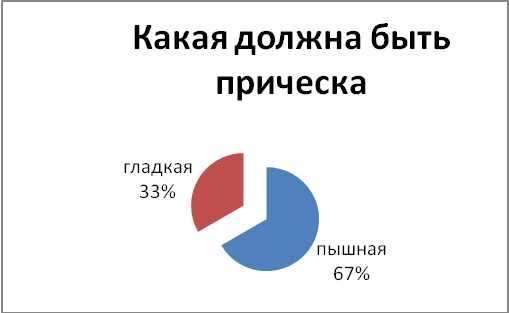 Какая должна быть
прическа
гладкая
33%
пышная
67%